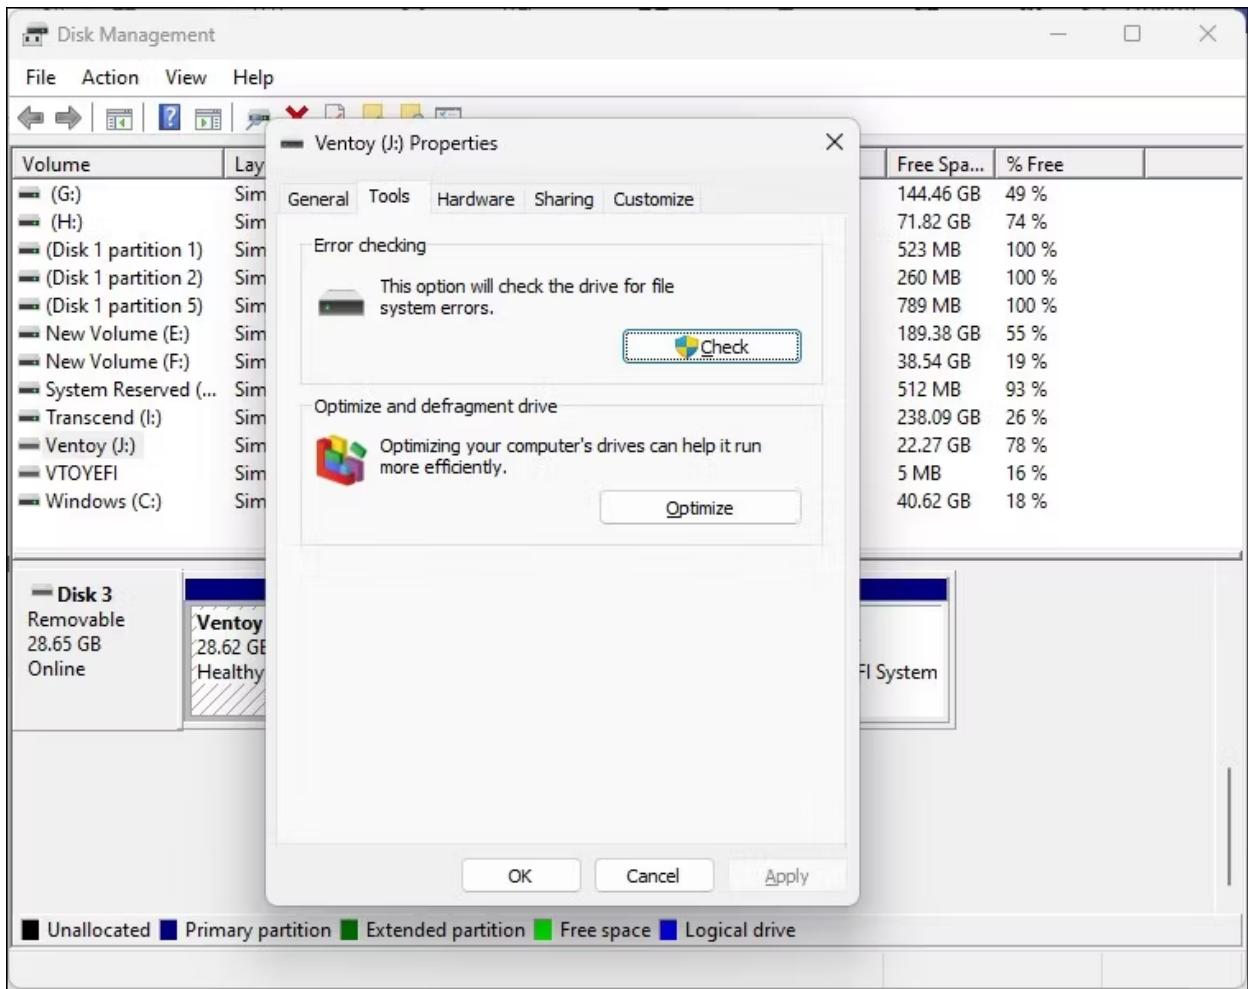 Disk Management
File Action View Help
Ventoy (J:) Properties
General Tools Hardware Sharing Customize
Error checking
This option will check the drive for file
system errors.
Check
Optimize and defragment drive
Optimizing your computer's drives can help it run
more efficiently.
Optimize
OK Cancel Apply
Volume Lay Free Spa... % Free
(G:) Sim 144.46 GB 49 %
(H:) Sim 71.82 GB 74 %
(Disk 1 partition 1) Sim 523 MB 100 %
(Disk 1 partition 2) Sim 260 MB 100 %
(Disk 1 partition 5) Sim 789 MB 100 %
New Volume (E:) Sim 189.38 GB 55 %
New Volume (F:) Sim 38.54 GB 19 %
System Reserved (... Sim 512 MB 93 %
Transcend (I:) Sim 238.09 GB 26 %
Ventoy (J:) Sim 22.27 GB 78 %
VTOYEFI Sim 5 MB 16 %
Windows (C:) Sim 40.62 GB 18 %
Disk 3
Removable
28.65 GB
Online
Ventoy
28.62 GB
Healthy
FI System
Unallocated Primary partition Extended partition Free space Logical drive